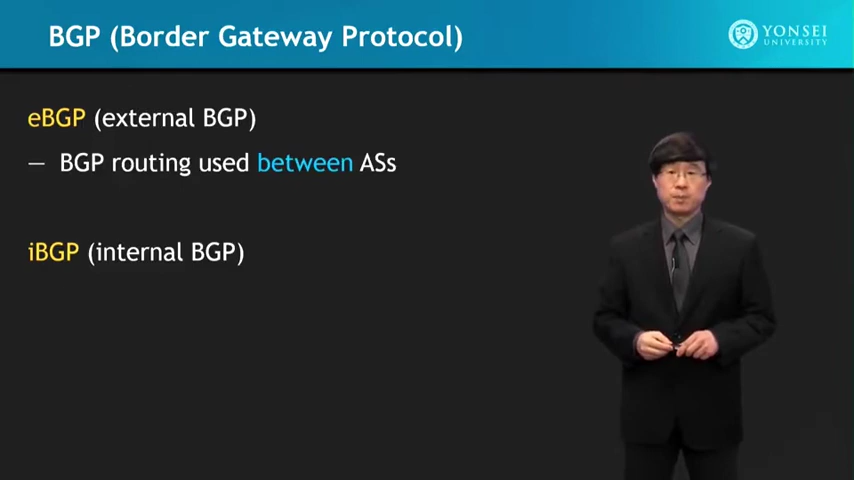 BGP (Border Gateway Protocol)
YONSEI
UNIVERSITY
eBGP (external BGP)
— BGP routing used between ASs
iBGP (internal BGP)